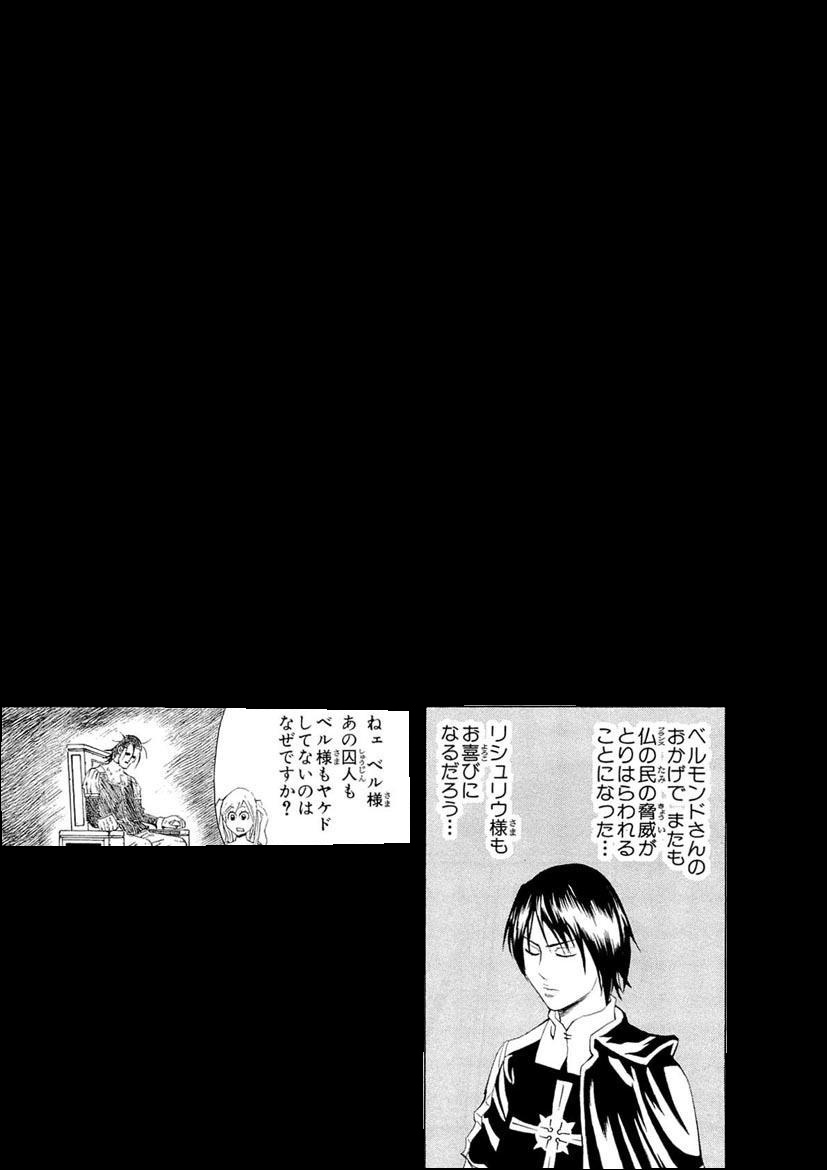 ベルモンドさんの
おかげで またも
仏の民の脅威が
とりはらわれる
ことになった…
リシュリウ様も
お喜びに
なるだろう…
ねェ ベル様
あの囚人も
ベル様もヤケド
してないのは
なぜですか?